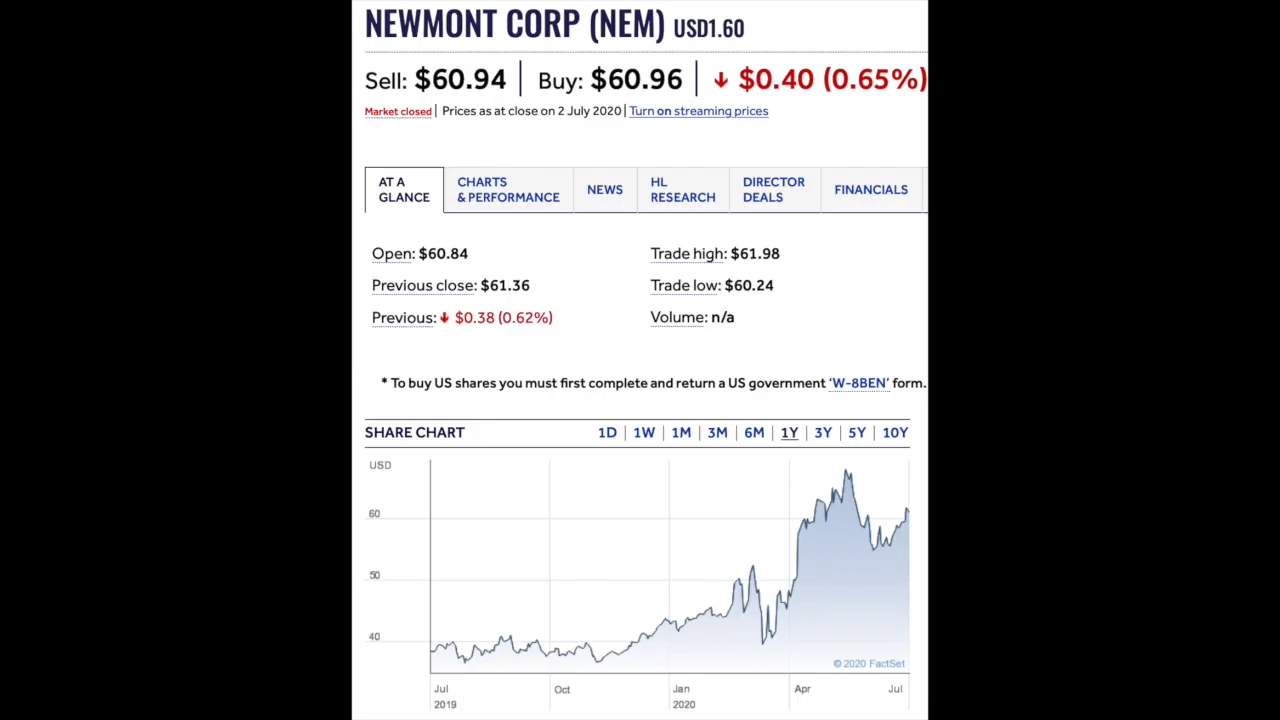 NEWMONT CORP (NEM) USD1.60
Sell: $60.94 | Buy: $60.96 | ↓ $0.40 (0.65%)
Market closed | Prices as at close on 2 July 2020 | Turn on streaming prices
AT A
GLANCE
CHARTS
& PERFORMANCE
NEWS
HL
RESEARCH
DIRECTOR
DEALS
FINANCIALS
Open: $60.84
Trade high: $61.98
Previous close: $61.36
Trade low: $60.24
Previous: ↓ $0.38 (0.62%)
Volume: n/a
* To buy US shares you must first complete and return a US government ‘W-8BEN’ form.
SHARE CHART
1D | 1W | 1M | 3M | 6M | 1Y | 3Y | 5Y | 10Y
USD
60
50
40
© 2020 FactSet
Jul
2019
Oct
Jan
2020
Apr
Jul